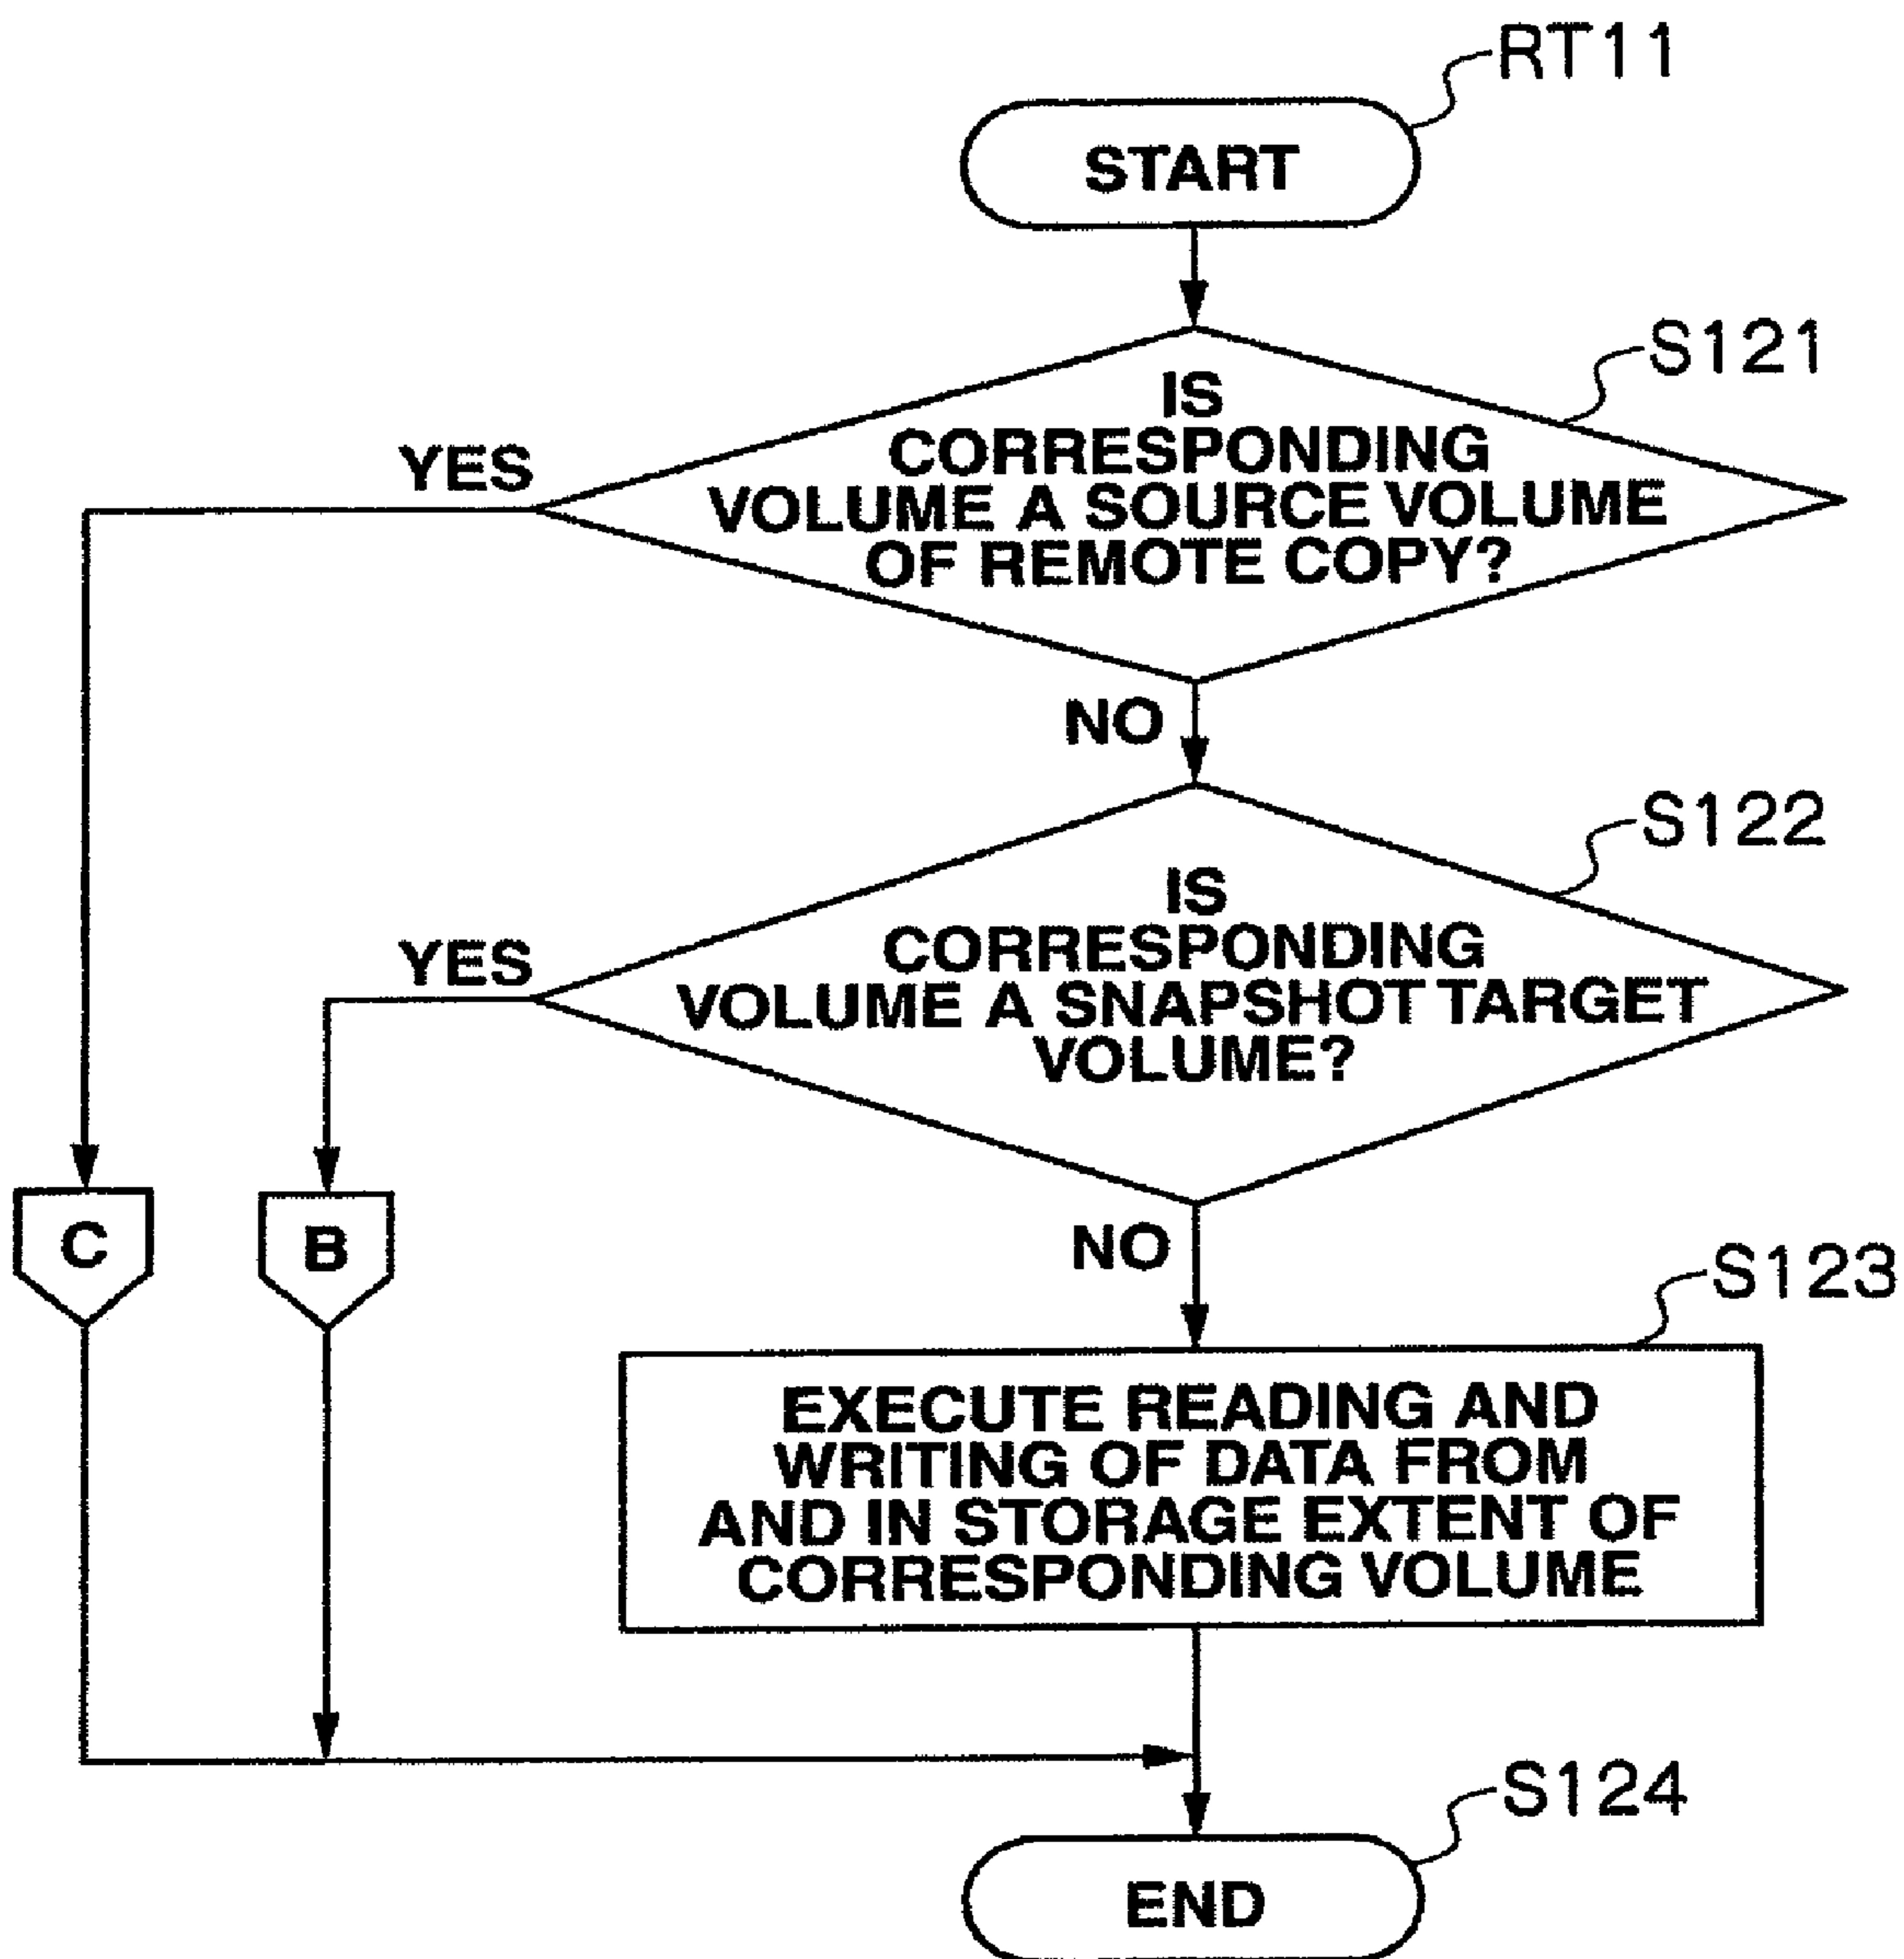 RT11
START
S121
IS
CORRESPONDING
VOLUME A SOURCE VOLUME
OF REMOTE COPY?
YES
NO
S122
IS
CORRESPONDING
VOLUME A SNAPSHOT TARGET
VOLUME?
YES
NO
C
B
S123
EXECUTE READING AND
WRITING OF DATA FROM
AND IN STORAGE EXTENT OF
CORRESPONDING VOLUME
S124
END